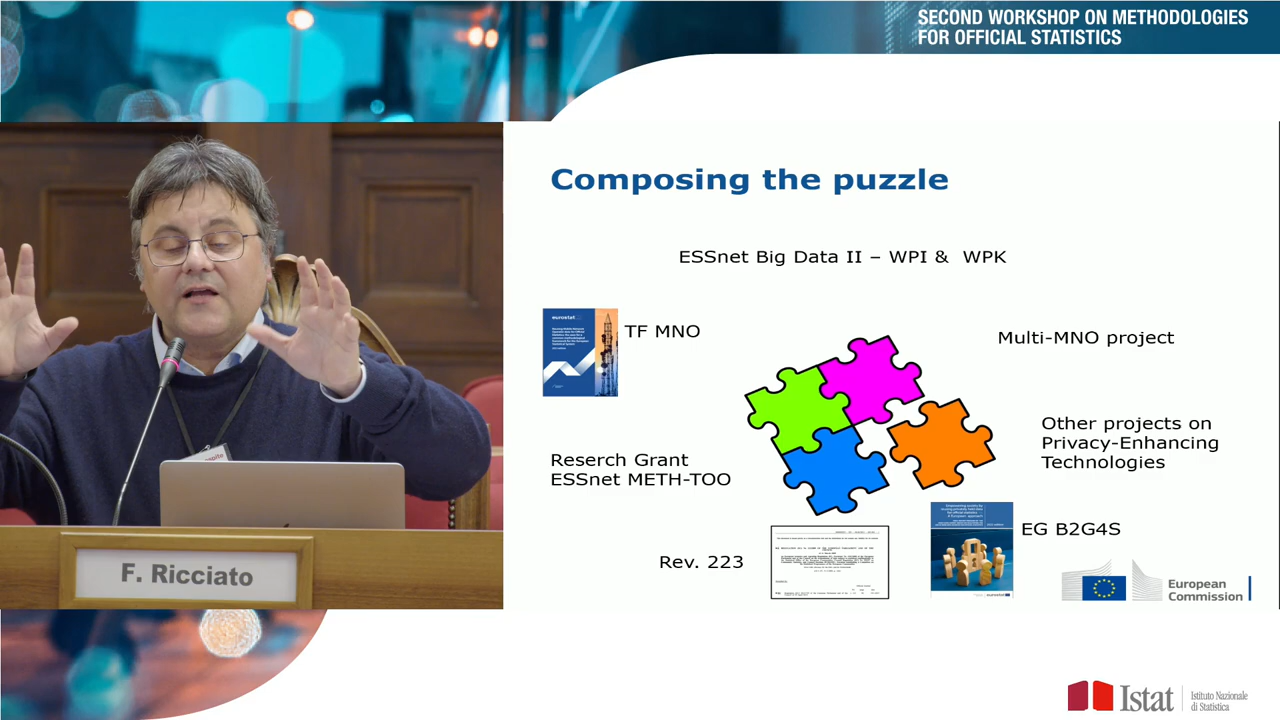 SECOND WORKSHOP ON METHODOLOGIES
FOR OFFICIAL STATISTICS
Composing the puzzle
ESSnet Big Data II – WPI & WPK
eurostat
TF MNO
Multi-MNO project
Other projects on
Privacy-Enhancing
Technologies
Reserch Grant
ESSnet METH-TOO
EG B2G4S
Rev. 223
F. Ricciato
European
Commission
Istat
Istituto Nazionale
di Statistica